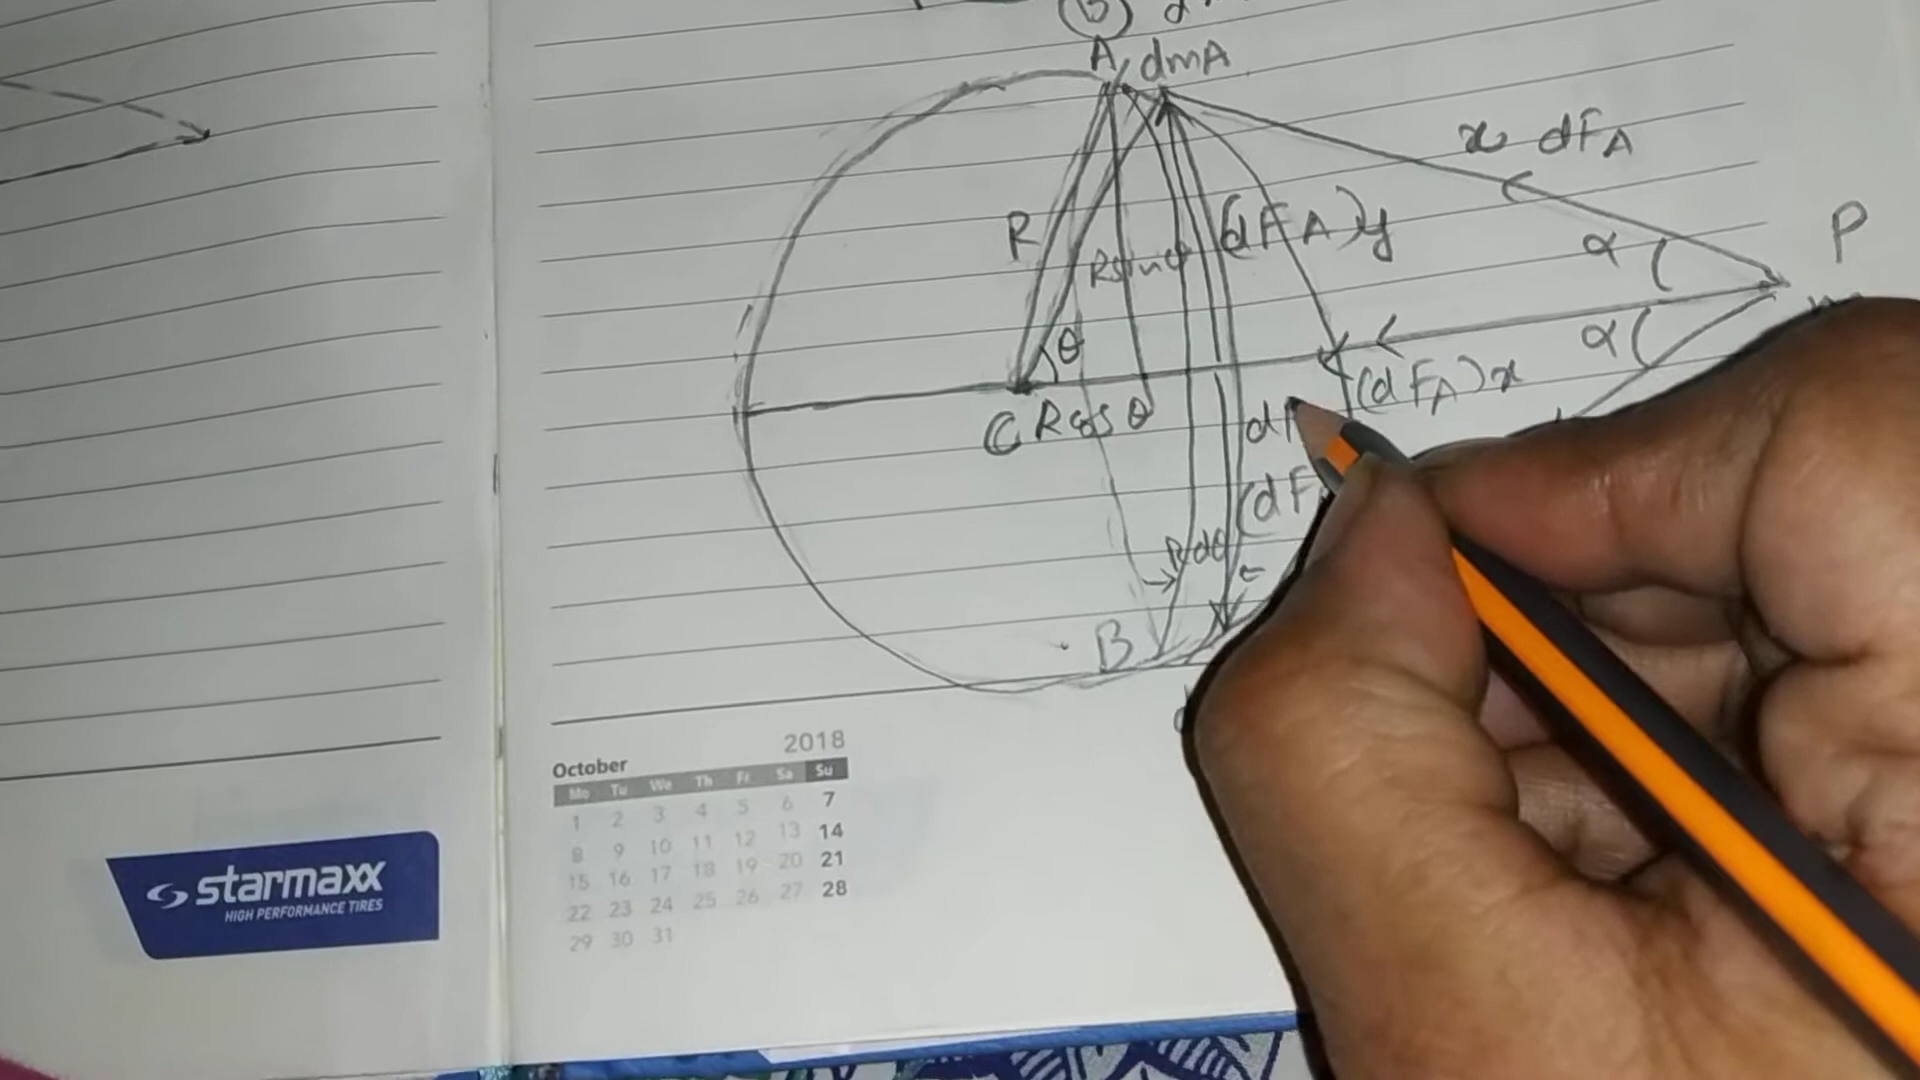 B
A dmA
x dFA
R
Rsinθ
(dFA)y
α
P
θ
α
C Rcosθ
(dFA)x
(dF
Rdθ
B
October 2018
Mo Tu We Th Fr Sa Su
1 2 3 4 5 6 7
8 9 10 11 12 13 14
15 16 17 18 19 20 21
22 23 24 25 26 27 28
29 30 31
starmaxx
HIGH PERFORMANCE TIRES